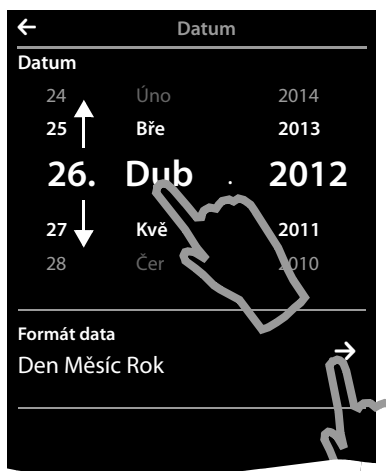 Datum
Datum
24 Úno 2014
25 Bře 2013
26. Dub . 2012
27 Kvě 2011
28 Čer 2010
Formát data
Den Měsíc Rok